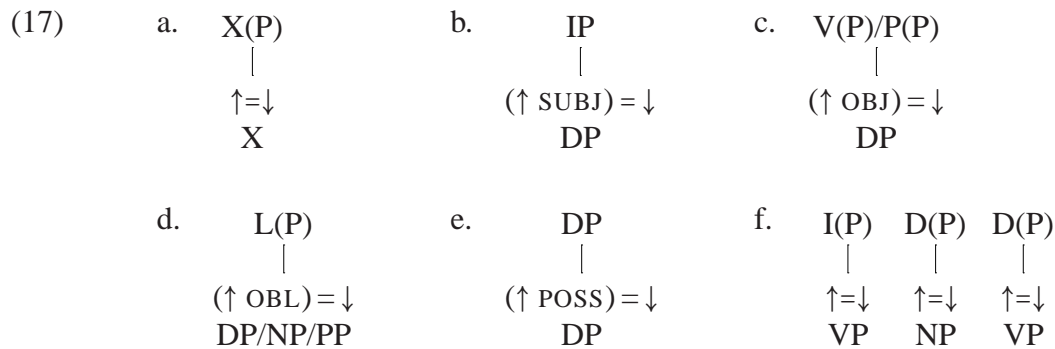 (17) a. X(P) b. IP c. V(P)/P(P)
↑=↓ (↑ SUBJ) = ↓ (↑ OBJ) = ↓
X DP DP
d. L(P) e. DP f. I(P) D(P) D(P)
(↑ OBL) = ↓ (↑ POSS) = ↓ ↑=↓ ↑=↓ ↑=↓
DP/NP/PP DP VP NP VP